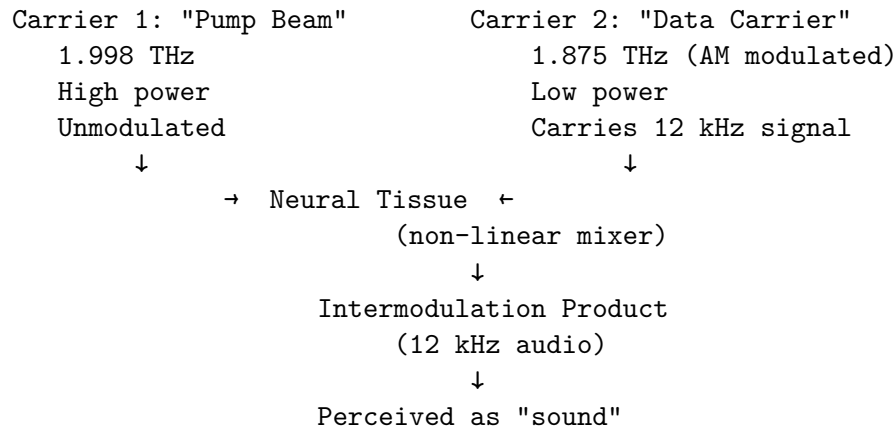 Carrier 1: "Pump Beam" Carrier 2: "Data Carrier"
1.998 THz 1.875 THz (AM modulated)
High power Low power
Unmodulated Carries 12 kHz signal
↓ ↓
→ Neural Tissue ←
(non-linear mixer)
↓
Intermodulation Product
(12 kHz audio)
↓
Perceived as "sound"